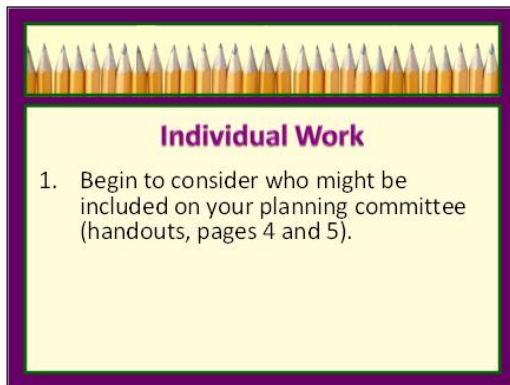 Individual Work
1. Begin to consider who might be
included on your planning committee
(handouts, pages 4 and 5).